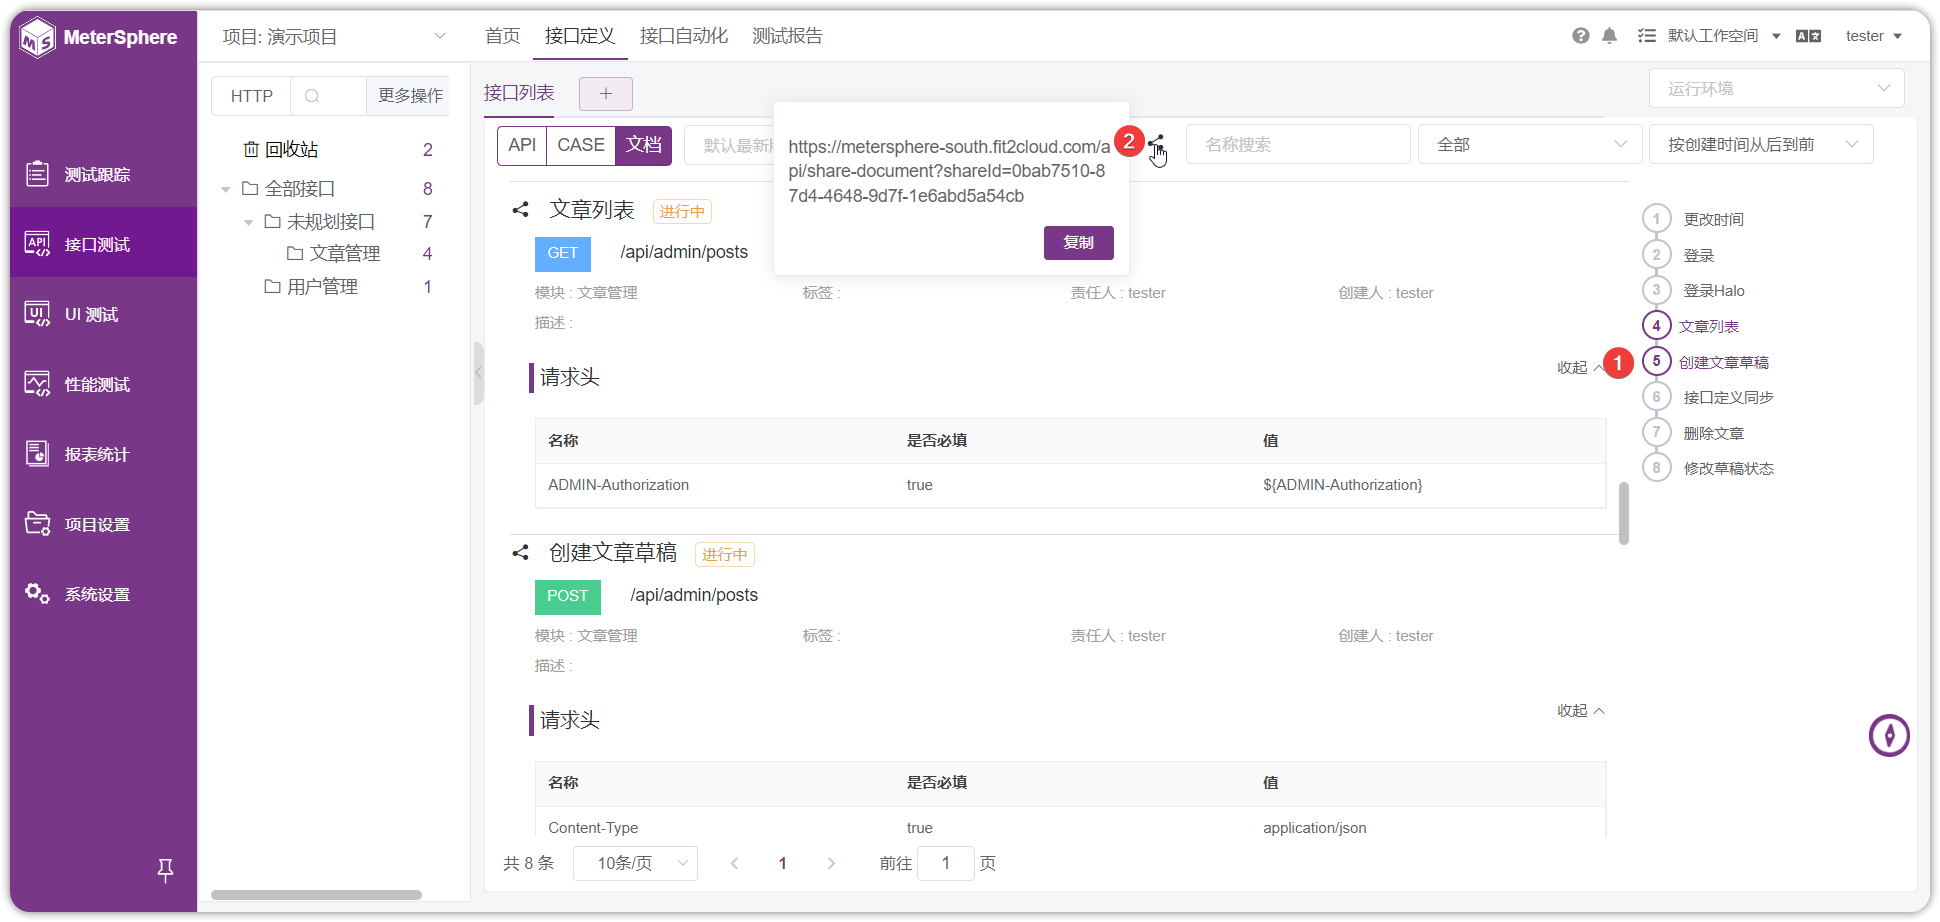 MeterSphere
项目: 演示项目
首页
接口定义
接口自动化
测试报告
默认工作空间
tester
测试跟踪
接口测试
UI 测试
性能测试
报表统计
项目设置
系统设置
HTTP
更多操作
回收站 2
全部接口 8
未规划接口 7
文章管理 4
用户管理 1
接口列表
+
运行环境
API
CASE
文档
https://metersphere-south.fit2cloud.com/a
pi/share-document?shareId=0bab7510-8
7d4-4648-9d7f-1e6abd5a54cb
复制
2
名称搜索
全部
按创建时间从后到前
文章列表 进行中
GET /api/admin/posts
模块 : 文章管理 标签 : 责任人 : tester 创建人 : tester
描述 :
请求头 收起
名称 是否必填 值
ADMIN-Authorization true ${ADMIN-Authorization}
创建文章草稿 进行中
POST /api/admin/posts
模块 : 文章管理 标签 : 责任人 : tester 创建人 : tester
描述 :
请求头 收起
名称 是否必填 值
Content-Type true application/json
共 8 条 10条/页 1 前往 1 页
1 更改时间
2 登录
3 登录Halo
4 文章列表
1
5 创建文章草稿
6 接口定义同步
7 删除文章
8 修改草稿状态